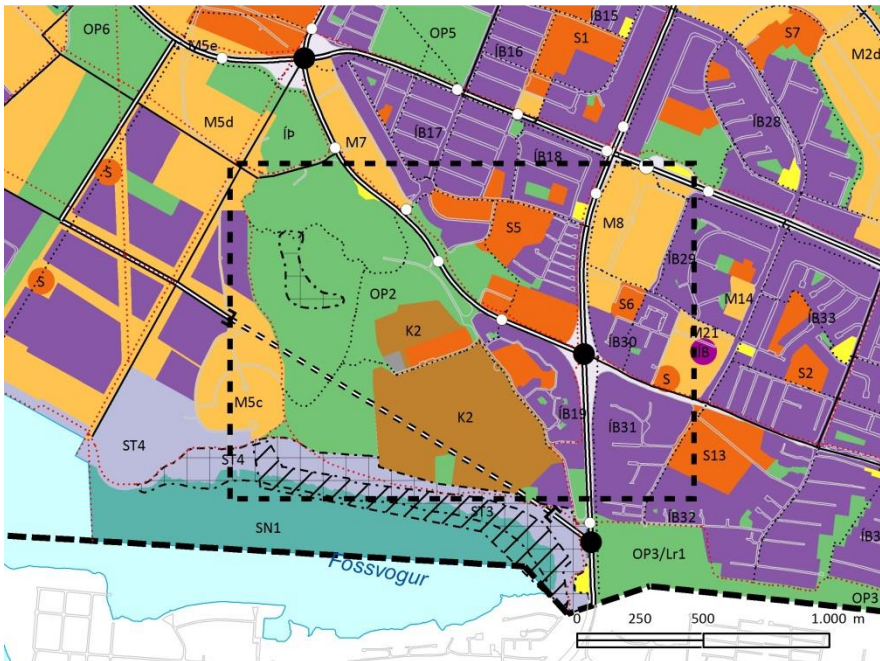 OP6
M5e
OP5
ÍB16
ÍB15
S1
S7
M2d
M5d
ÍÞ
M7
ÍB17
ÍB18
ÍB28
S
S5
M8
ÍB29
OP2
S6
M14
S
K2
M21
ÍB
ÍB30
ÍB33
S
S2
M5c
K2
ÍB19
ÍB31
S13
ST4
ST4
ST3
SN1
ÍB32
ÍB3
Fossvogur
OP3/Lr1
OP3
0 250 500 1.000 m